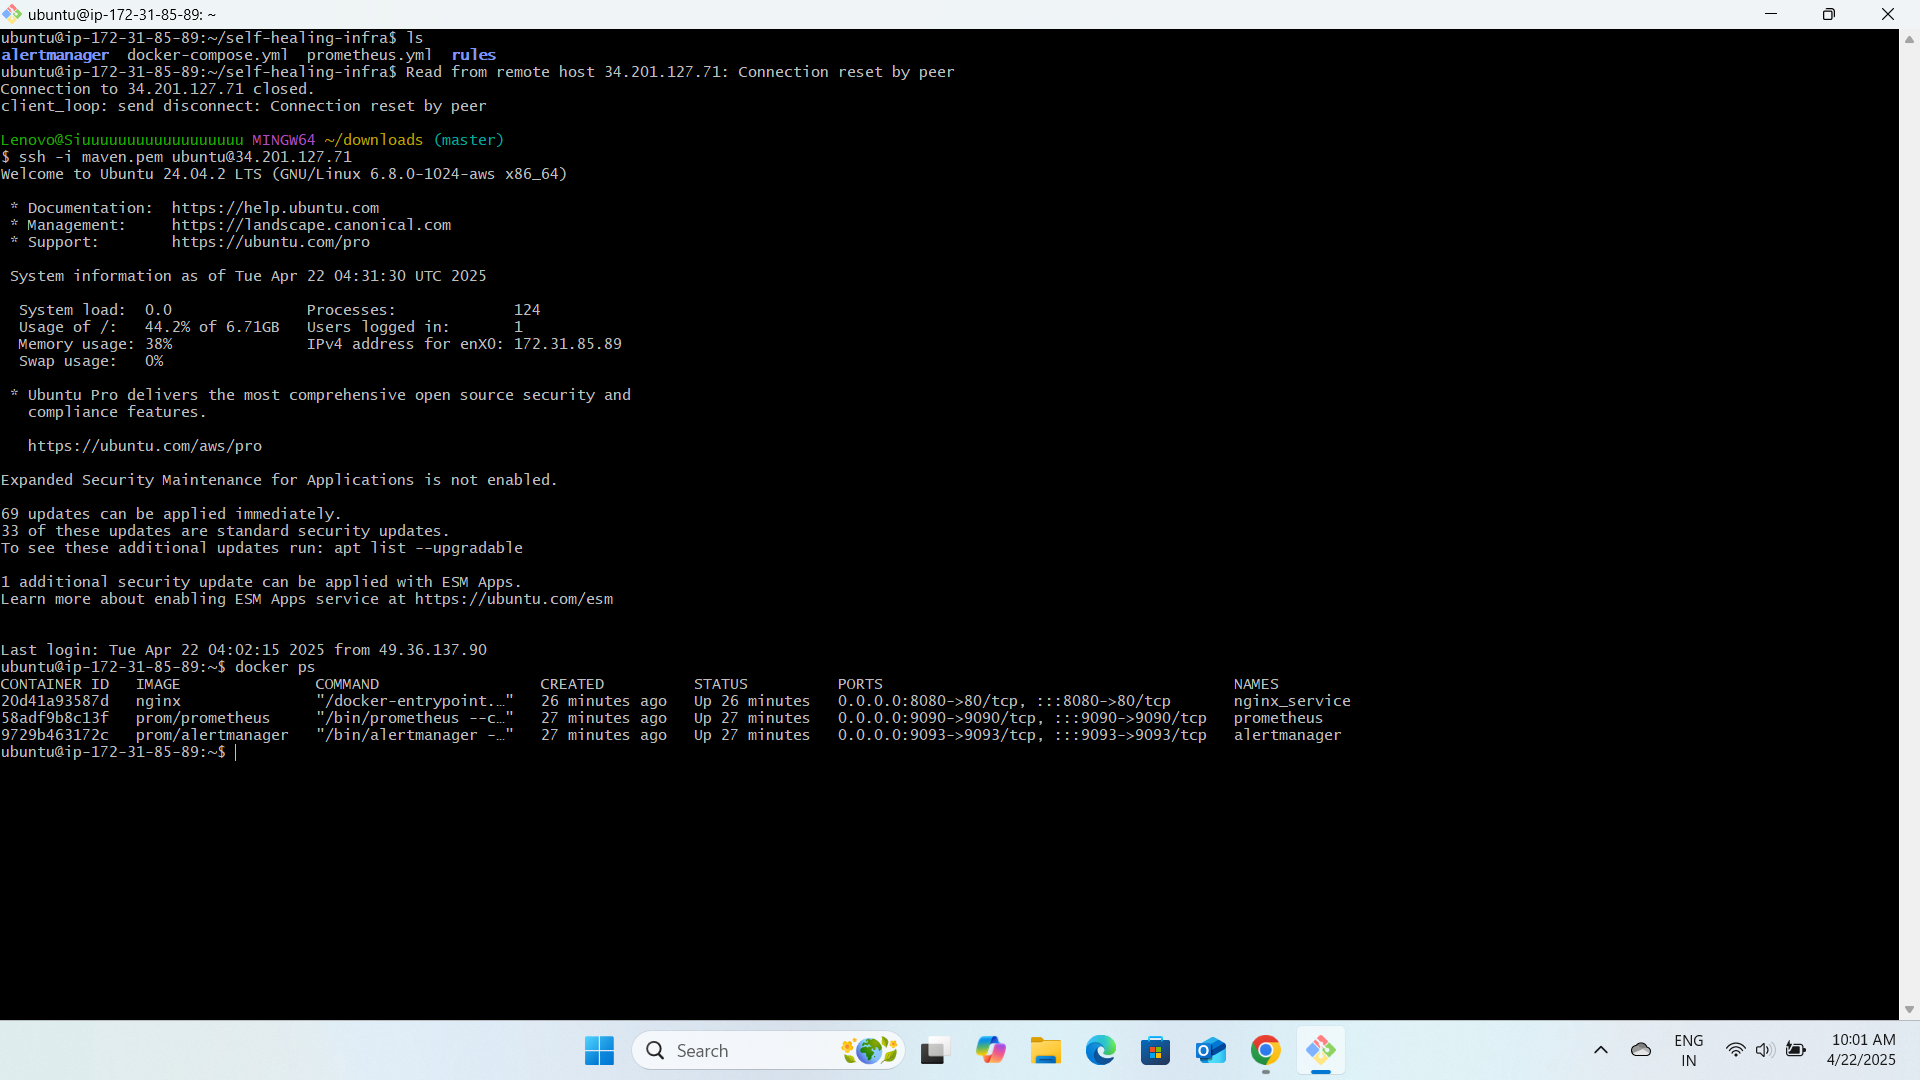 ubuntu@ip-172-31-85-89: ~
ubuntu@ip-172-31-85-89:~/self-healing-infra$ ls
alertmanager  docker-compose.yml  prometheus.yml  rules
ubuntu@ip-172-31-85-89:~/self-healing-infra$ Read from remote host 34.201.127.71: Connection reset by peer
Connection to 34.201.127.71 closed.
client_loop: send disconnect: Connection reset by peer
Lenovo@Siuuuuuuuuuuuuuuuuuu MINGW64 ~/downloads (master)
$ ssh -i maven.pem ubuntu@34.201.127.71
Welcome to Ubuntu 24.04.2 LTS (GNU/Linux 6.8.0-1024-aws x86_64)
* Documentation:  https://help.ubuntu.com
* Management:     https://landscape.canonical.com
* Support:        https://ubuntu.com/pro
System information as of Tue Apr 22 04:31:30 UTC 2025
System load:  0.0               Processes:             124
Usage of /:   44.2% of 6.71GB   Users logged in:       1
Memory usage: 38%               IPv4 address for enX0: 172.31.85.89
Swap usage:   0%
* Ubuntu Pro delivers the most comprehensive open source security and
compliance features.
https://ubuntu.com/aws/pro
Expanded Security Maintenance for Applications is not enabled.
69 updates can be applied immediately.
33 of these updates are standard security updates.
To see these additional updates run: apt list --upgradable
1 additional security update can be applied with ESM Apps.
Learn more about enabling ESM Apps service at https://ubuntu.com/esm
Last login: Tue Apr 22 04:02:15 2025 from 49.36.137.90
ubuntu@ip-172-31-85-89:~$ docker ps
CONTAINER ID   IMAGE               COMMAND                  CREATED          STATUS          PORTS                                       NAMES
20d41a93587d   nginx               "/docker-entrypoint.…"   26 minutes ago   Up 26 minutes   0.0.0.0:8080->80/tcp, :::8080->80/tcp       nginx_service
58adf9b8c13f   prom/prometheus     "/bin/prometheus --c…"   27 minutes ago   Up 27 minutes   0.0.0.0:9090->9090/tcp, :::9090->9090/tcp   prometheus
9729b463172c   prom/alertmanager   "/bin/alertmanager -…"   27 minutes ago   Up 27 minutes   0.0.0.0:9093->9093/tcp, :::9093->9093/tcp   alertmanager
ubuntu@ip-172-31-85-89:~$
Search
ENG
IN
10:01 AM
4/22/2025